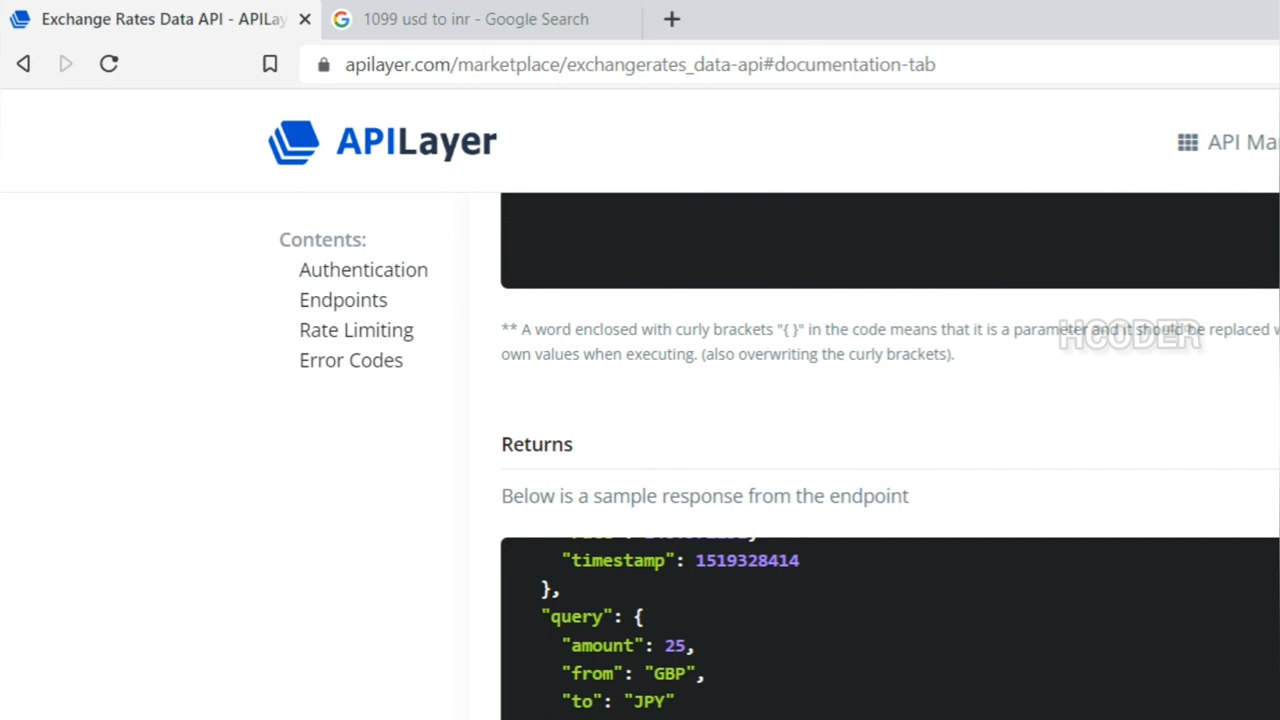 Exchange Rates Data API - APILay
1099 usd to inr - Google Search
apilayer.com/marketplace/exchangerates_data-api#documentation-tab
APILayer
API Ma
Contents:
Authentication
Endpoints
Rate Limiting
Error Codes
** A word enclosed with curly brackets "{ }" in the code means that it is a parameter and it should be replaced w
own values when executing. (also overwriting the curly brackets).
HCODER
Returns
Below is a sample response from the endpoint
"timestamp": 1519328414
},
"query": {
"amount": 25,
"from": "GBP",
"to": "JPY"